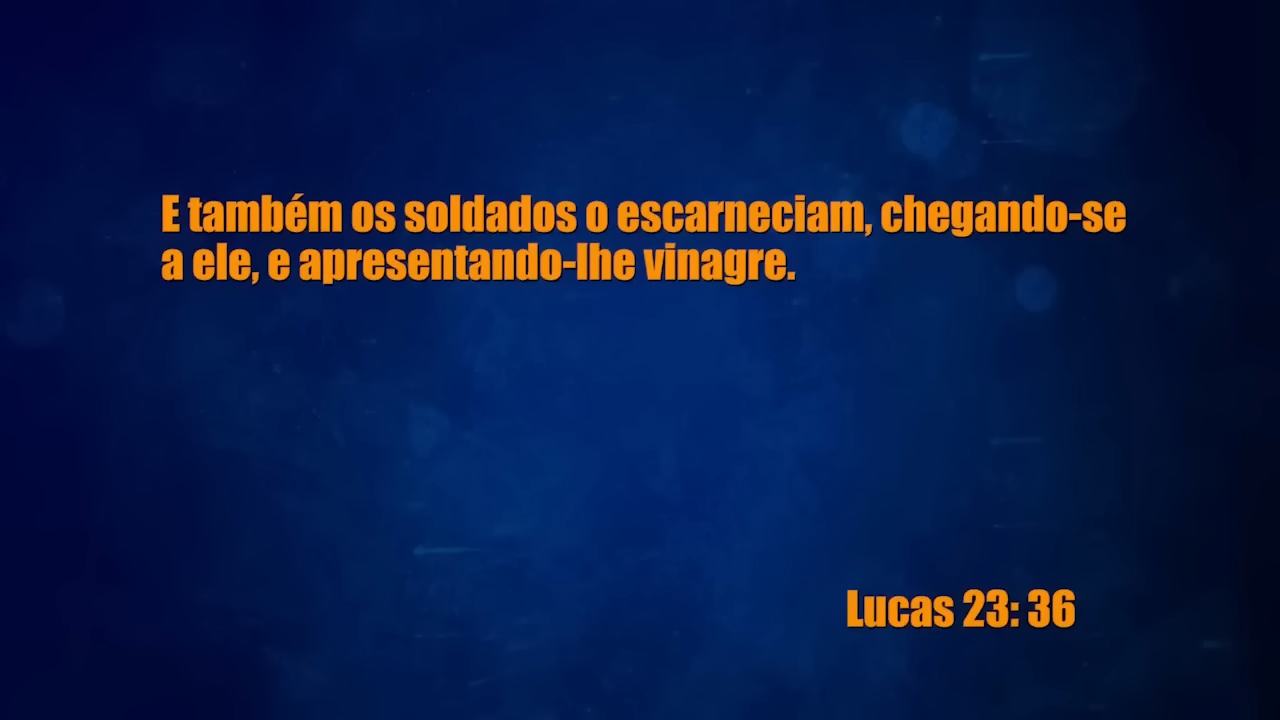 E também os soldados o escarneciam, chegando-se
a ele, e apresentando-lhe vinagre.
Lucas 23: 36